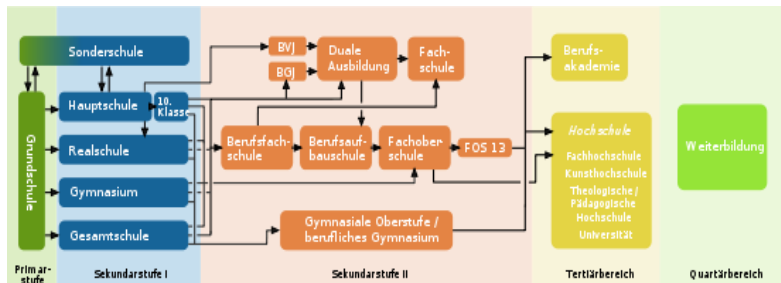 Sonderschule
Grundschule
Hauptschule
10.
Klasse
Realschule
Gymnasium
Gesamtschule
BVJ
BGJ
Duale
Ausbildung
Fach-
schule
Berufsfach-
schule
Berufsauf-
bauschule
Fachober-
schule
FOS 13
Gymnasiale Oberstufe /
berufliches Gymnasium
Berufs-
akademie
Hochschule
Fachhochschule
Kunsthochschule
Theologische /
Pädagogische
Hochschule
Universität
Weiterbildung
Primar-
stufe
Sekundarstufe I
Sekundarstufe II
Tertiärbereich
Quartärbereich